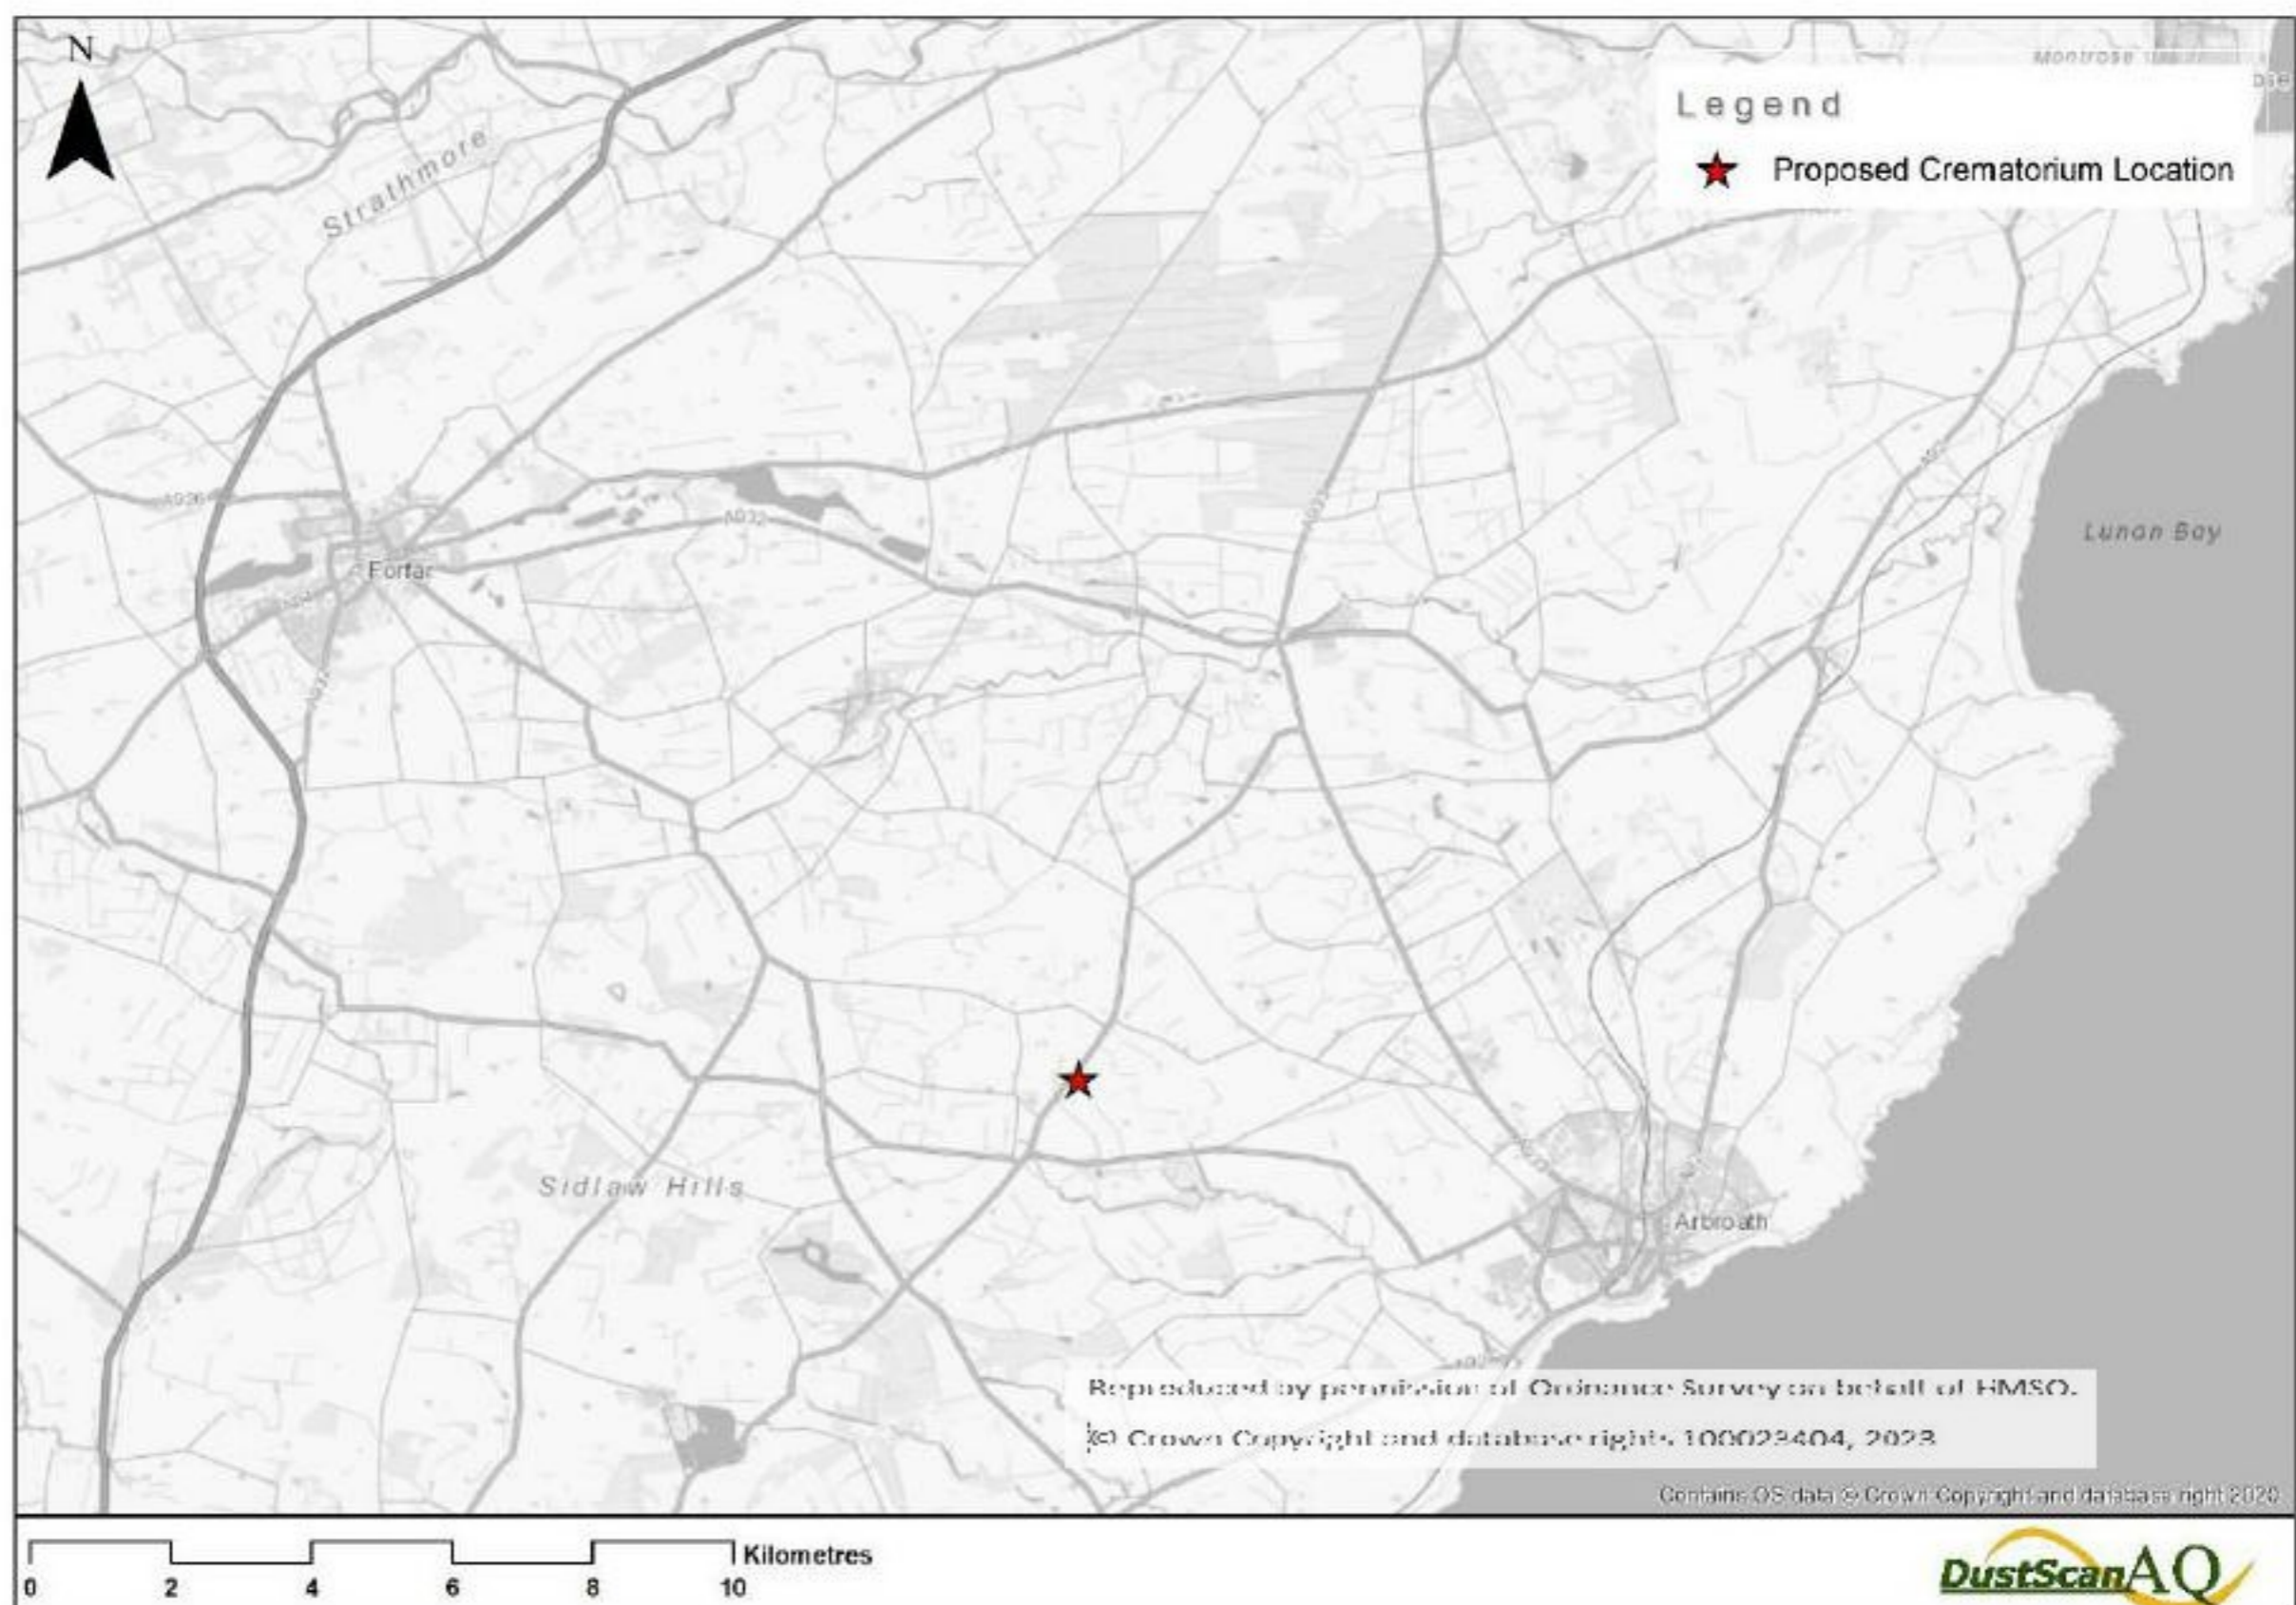 N
Montrose
Legend
Proposed Crematorium Location
Strathmore
A926
A932
Forfar
A933
A92
Lunan Bay
Sidlaw Hills
Arbroath
Reproduced by permission of Ordnance Survey on behalf of HMSO.
© Crown Copyright and database rights 100023404, 2023
Contains OS data © Crown Copyright and database right 2020
Kilometres
0 2 4 6 8 10
DustScanAQ